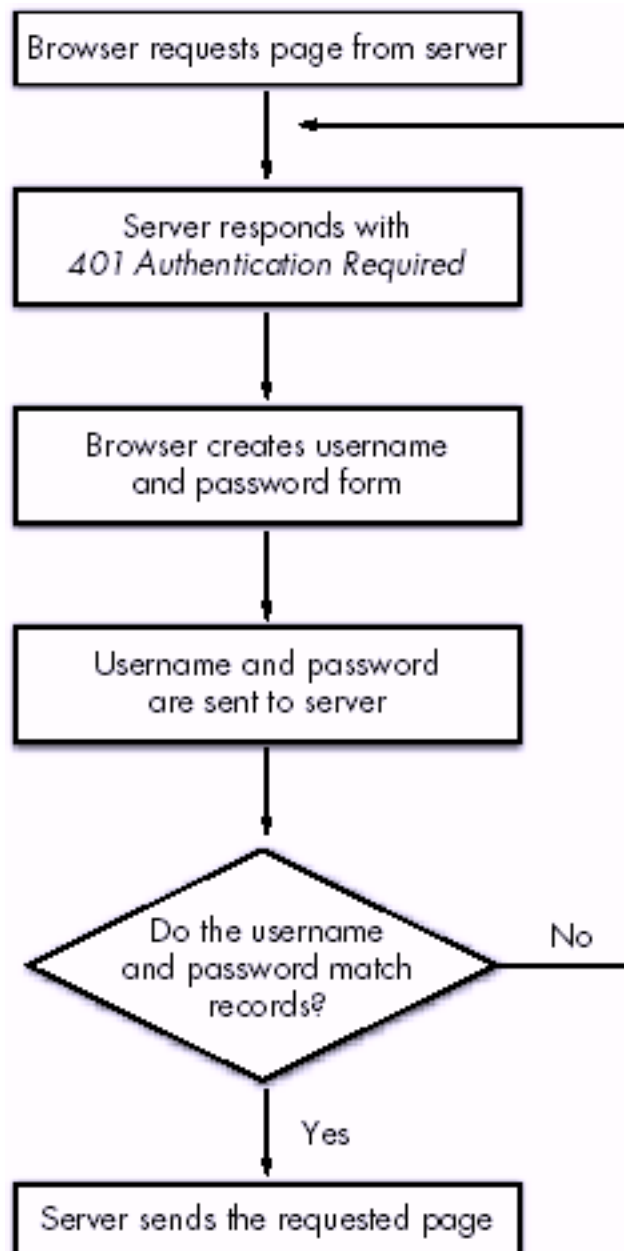 Browser requests page from server
Server responds with
401 Authentication Required
Browser creates username
and password form
Username and password
are sent to server
Do the username
and password match
records?
No
Yes
Server sends the requested page